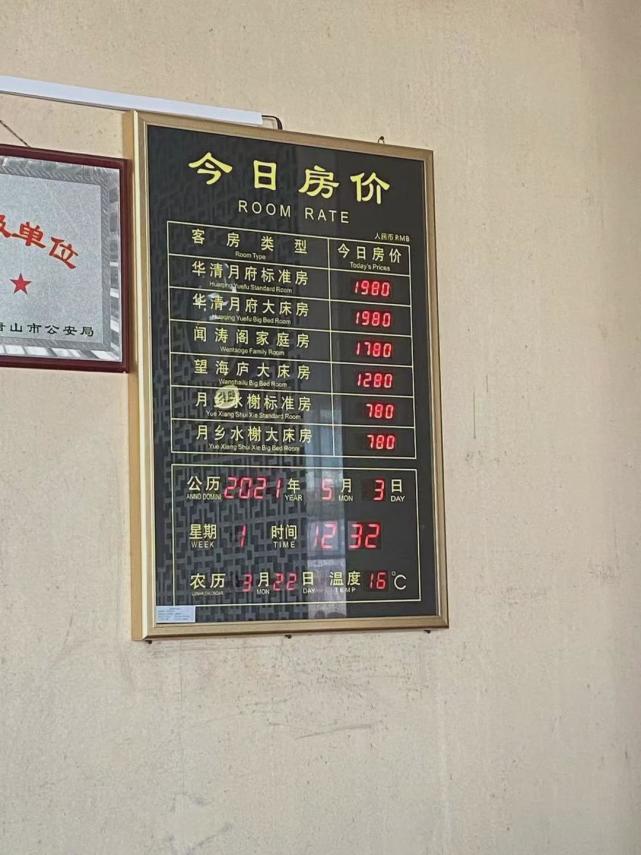 今日房价
ROOM RATE
人民币 RMB
客房类型 今日房价
Room Type Today's Prices
华清月府标准房 1980
Huaqing Yuefu Standard Room
华清月府大床房 1980
Huaqing Yuefu Big Bed Room
闻涛阁家庭房 1780
Wentaoge Family Room
望海庐大床房 1280
Wanghailu Big Bed Room
月乡水榭标准房 780
Yue Xiang Shui Xie Standard Room
月乡水榭大床房 780
Yue Xiang Shui Xie Big Bed Room
公历 2021 年 5 月 3 日
ANNO DOMINI YEAR MON DAY
星期 1 时间 12 32
WEEK TIME
农历 3 月 22 日 温度 16 °C
MON DAY TEMP
单位
山市公安局